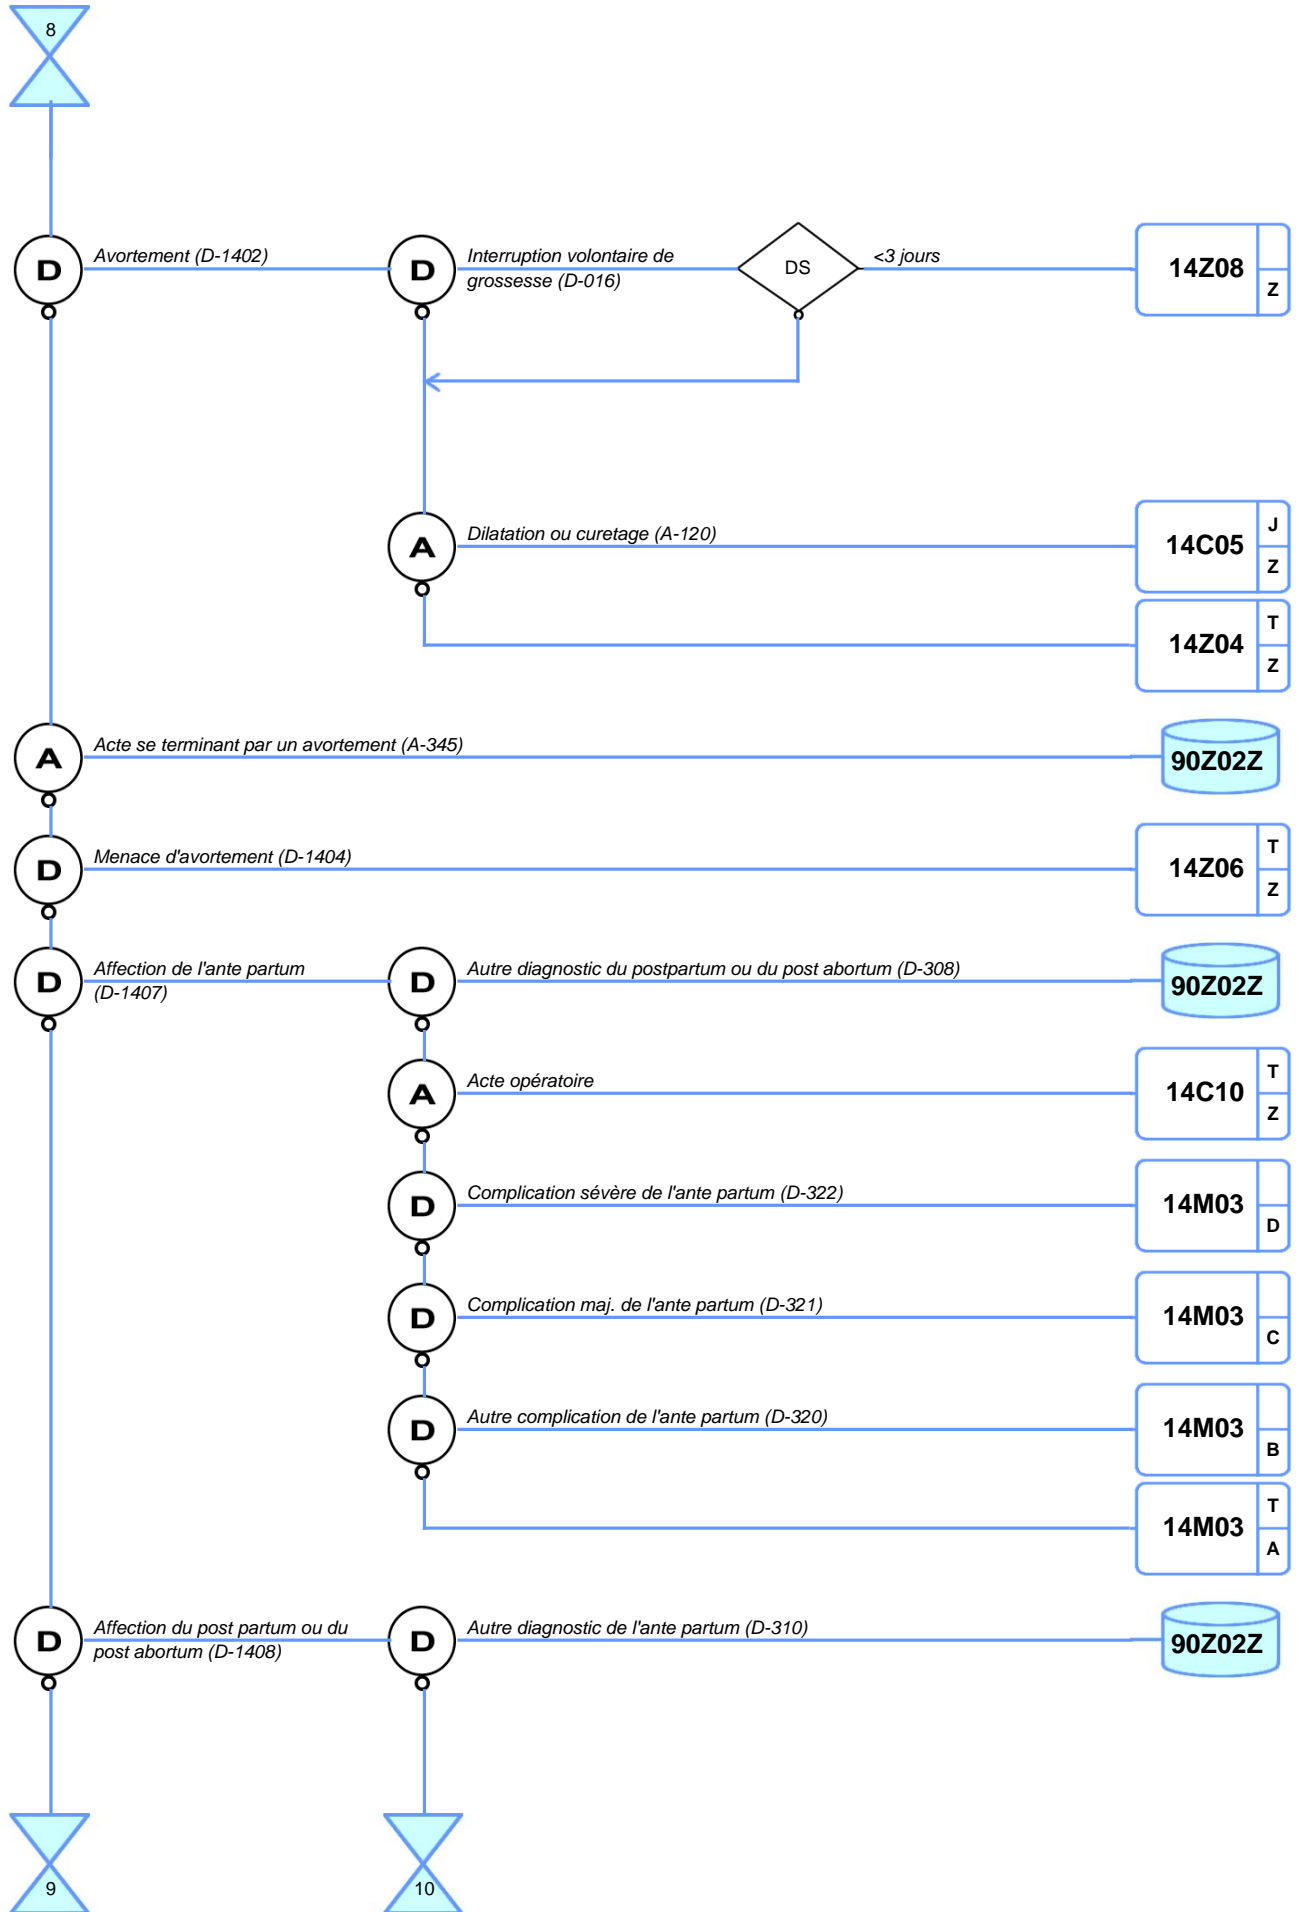 8
D
Avortement (D-1402)
D
Interruption volontaire de
grossesse (D-016)
DS
<3 jours
14Z08
Z
A
Dilatation ou curetage (A-120)
14C05
J
Z
14Z04
T
Z
A
Acte se terminant par un avortement (A-345)
90Z02Z
D
Menace d'avortement (D-1404)
14Z06
T
Z
D
Affection de l'ante partum
(D-1407)
D
Autre diagnostic du postpartum ou du post abortum (D-308)
90Z02Z
A
Acte opératoire
14C10
T
Z
D
Complication sévère de l'ante partum (D-322)
14M03
D
D
Complication maj. de l'ante partum (D-321)
14M03
C
D
Autre complication de l'ante partum (D-320)
14M03
B
14M03
T
A
D
Affection du post partum ou du
post abortum (D-1408)
D
Autre diagnostic de l'ante partum (D-310)
90Z02Z
9
10